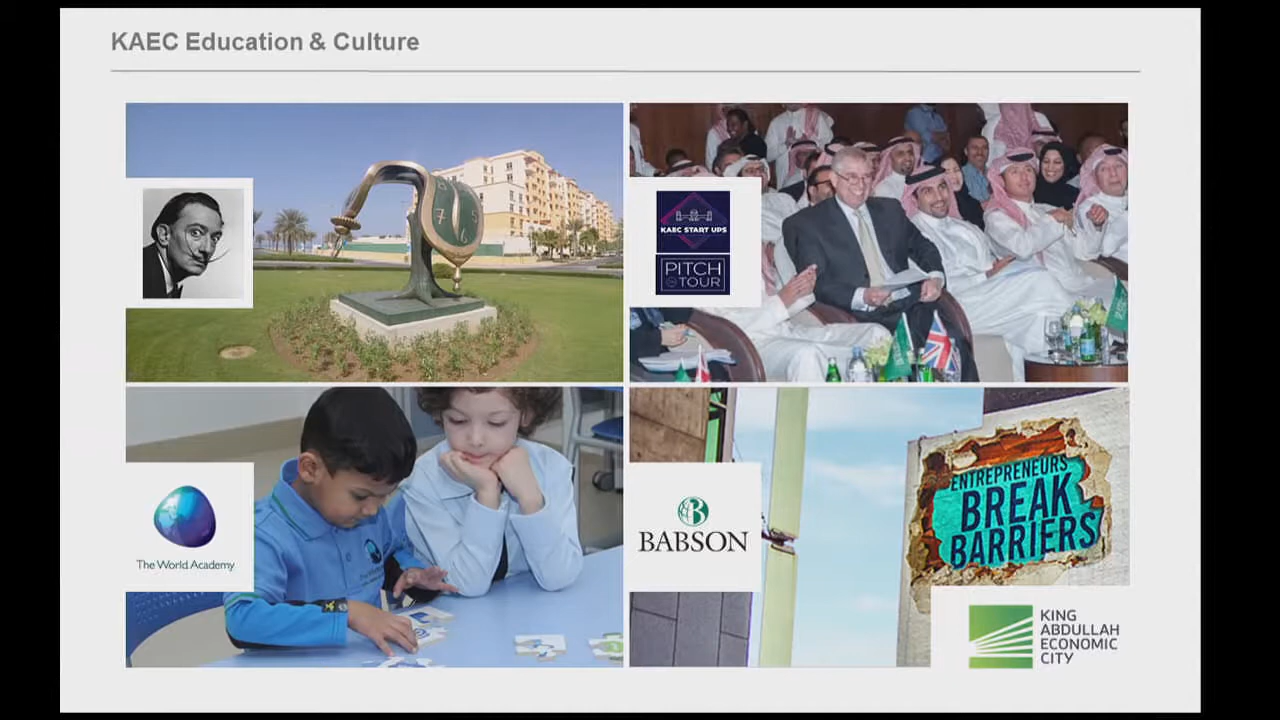 KAEC Education & Culture
KAEC START UPS
PITCH
TOUR
The World Academy
BABSON
ENTREPRENEURS
BREAK
BARRIERS
KING
ABDULLAH
ECONOMIC
CITY